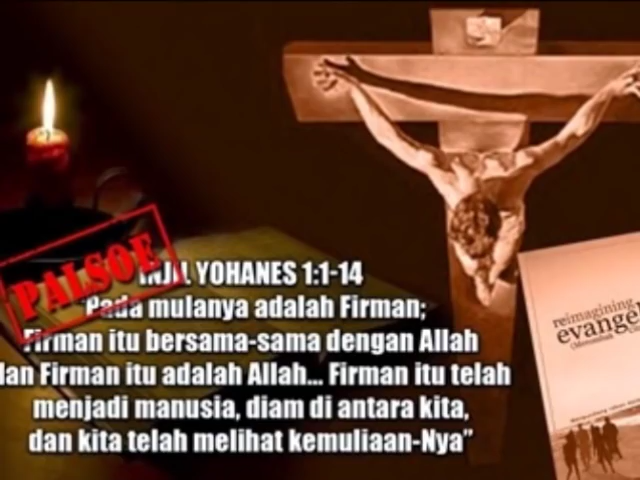 PALSOE
INJIL YOHANES 1:1-14
"Pada mulanya adalah Firman;
Firman itu bersama-sama dengan Allah
dan Firman itu adalah Allah... Firman itu telah
menjadi manusia, diam di antara kita,
dan kita telah melihat kemuliaan-Nya"
reimagining
evangel